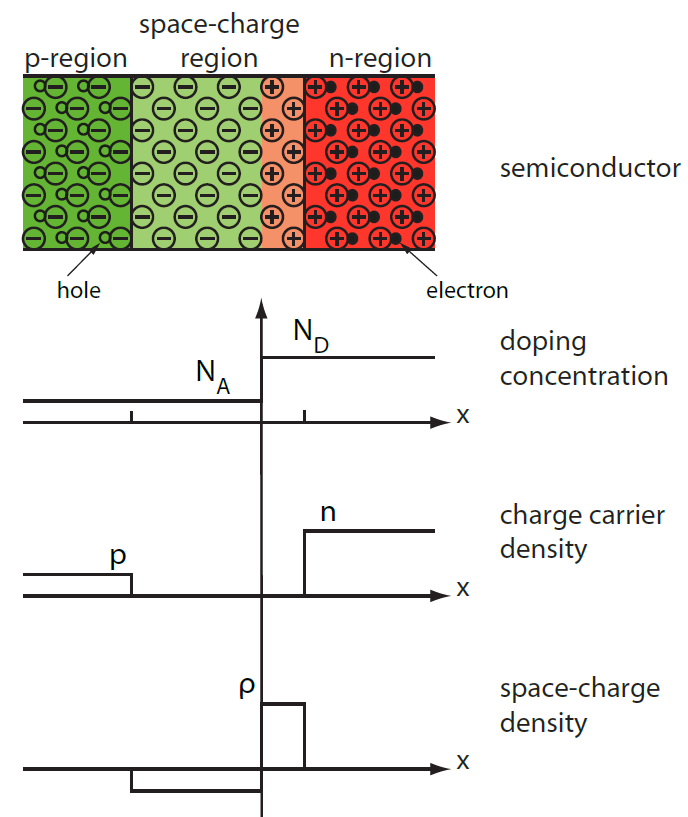 space-charge
p-region region n-region
semiconductor
hole
electron
N_D
doping
N_A
concentration
x
n
charge carrier
p
density
x
ρ
space-charge
density
x